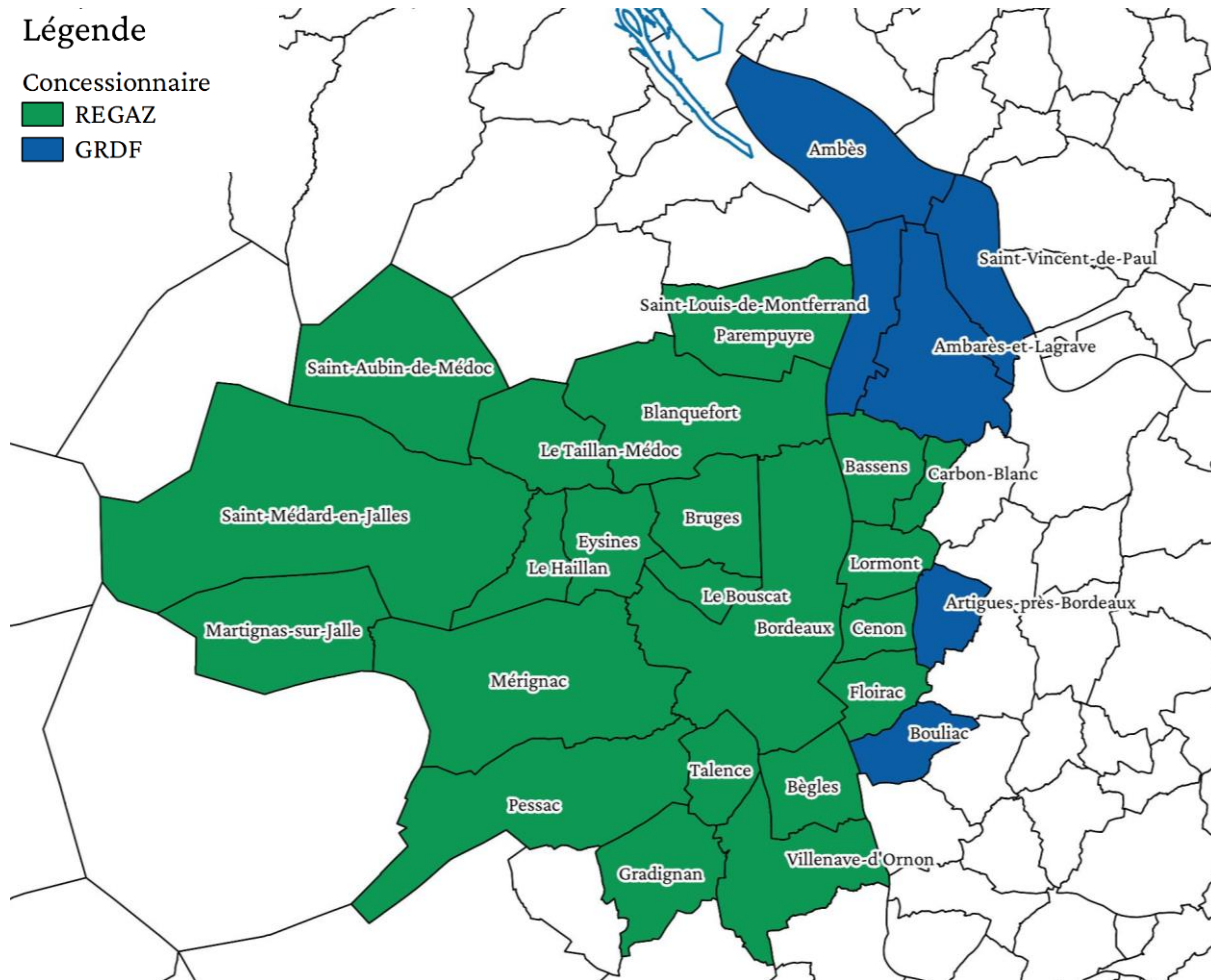 Légende
Concessionnaire
REGAZ
GRDF
Ambès
Saint-Vincent-de-Paul
Saint-Louis-de-Montferrand
Parempuyre
Ambarès-et-Lagrave
Saint-Aubin-de-Médoc
Blanquefort
Le Taillan-Médoc
Bassens
Carbon-Blanc
Saint-Médard-en-Jalles
Bruges
Eysines
Le Haillan
Lormont
Le Bouscat
Artigues-près-Bordeaux
Martignas-sur-Jalle
Bordeaux
Cenon
Mérignac
Floirac
Bouliac
Talence
Bègles
Pessac
Villenave-d'Ornon
Gradignan